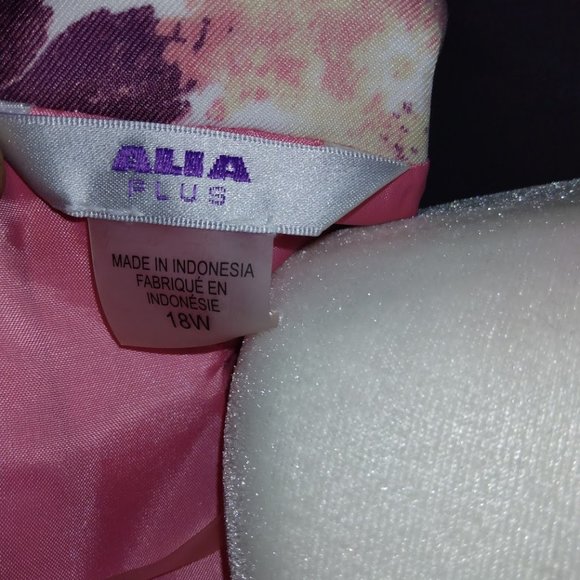 ALIA
PLUS
MADE IN INDONESIA
FABRIQUÉ EN
INDONÉSIE
18W